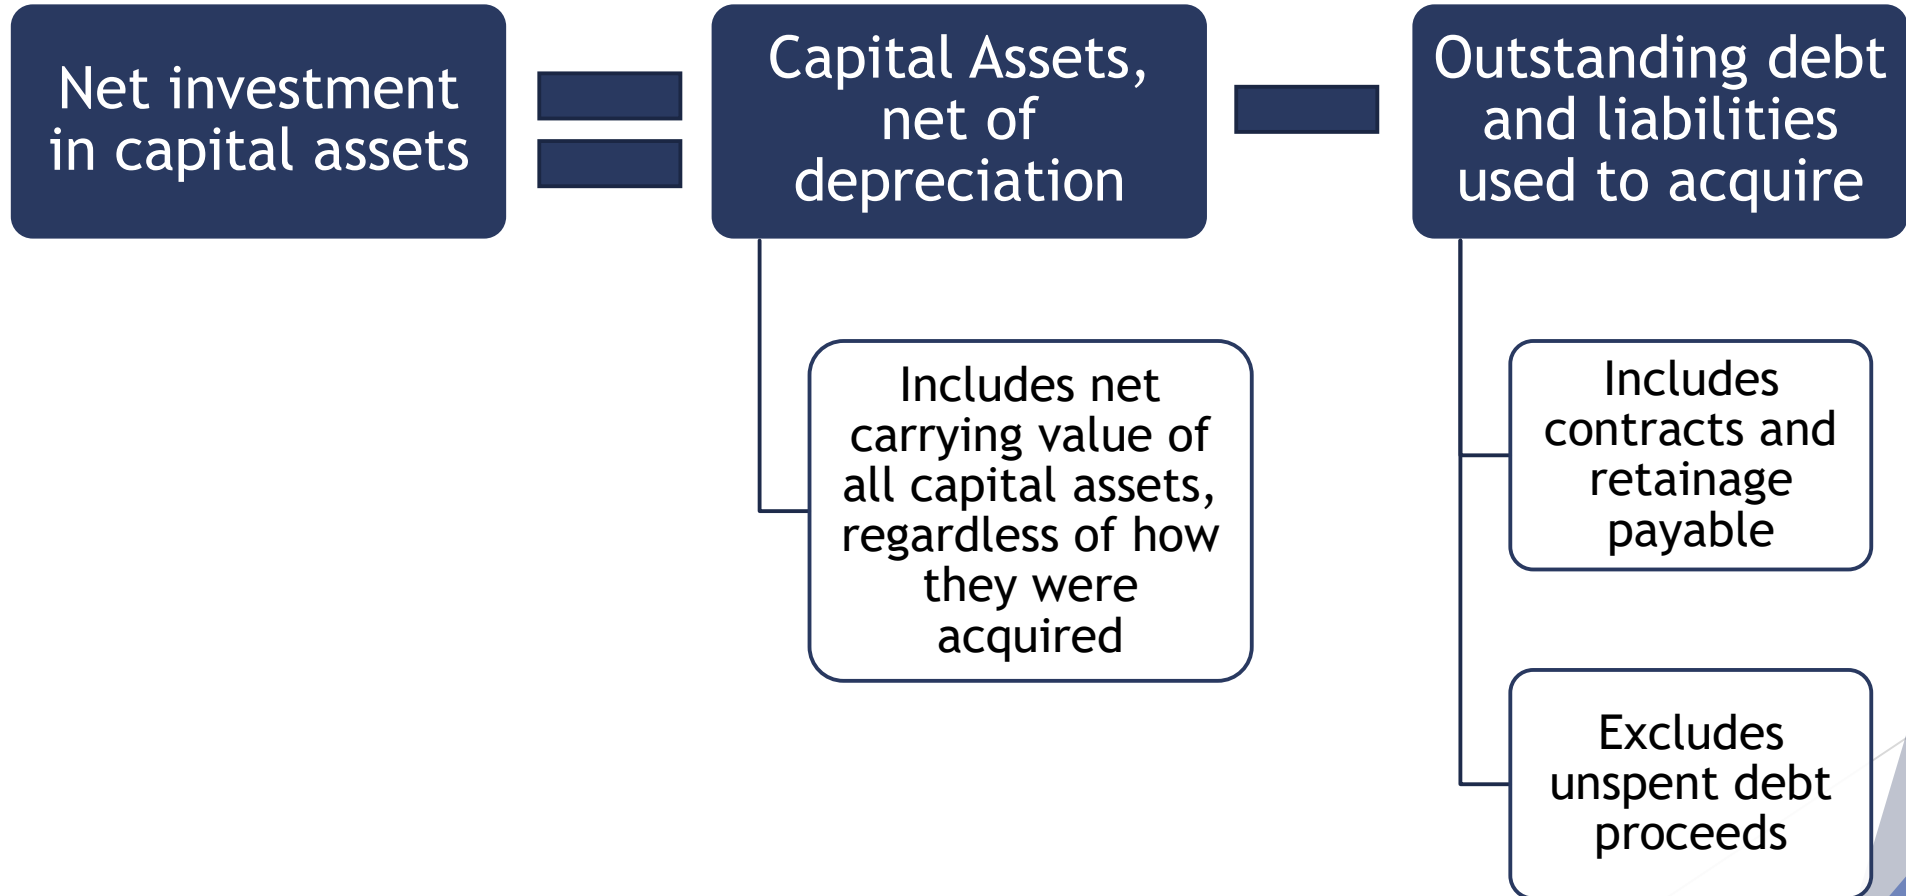 Net investment
in capital assets
Capital Assets,
net of
depreciation
Outstanding debt
and liabilities
used to acquire
Includes net
carrying value of
all capital assets,
regardless of how
they were
acquired
Includes
contracts and
retainage
payable
Excludes
unspent debt
proceeds